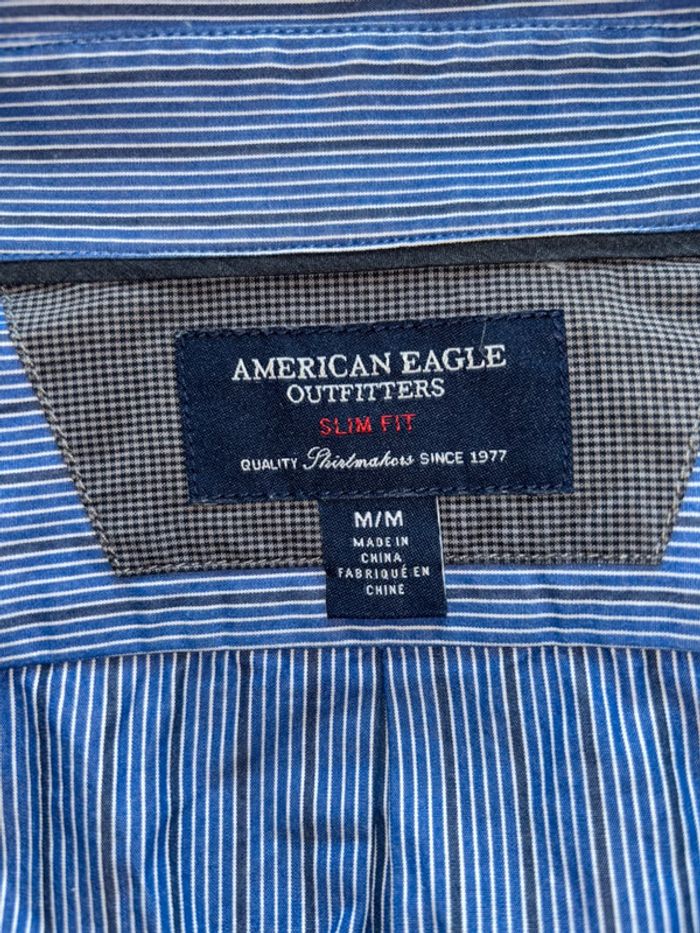 AMERICAN EAGLE
OUTFITTERS
SLIM FIT
QUALITY Shirtmakers SINCE 1977
M/M
MADE IN
CHINA
FABRIQUÉ EN
CHINE